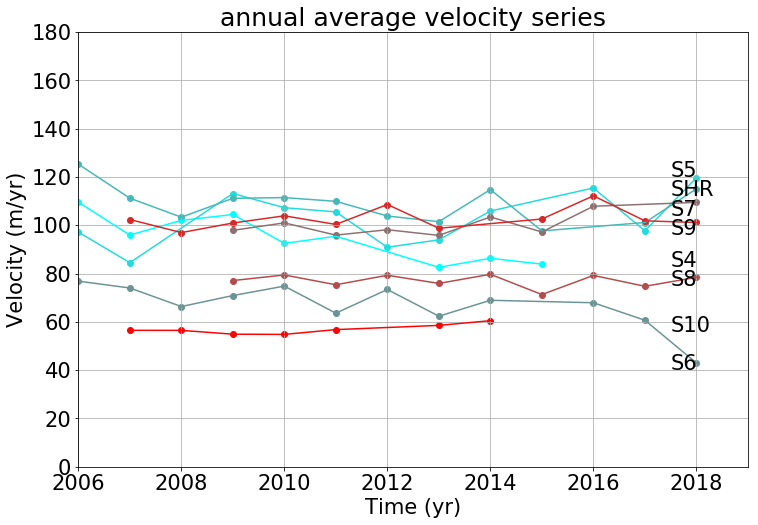 annual average velocity series
180
160
140
120
100
80
60
40
20
0
Velocity (m/yr)
S5
SHR
S7
S9
S4
S8
S10
S6
2006 2008 2010 2012 2014 2016 2018
Time (yr)